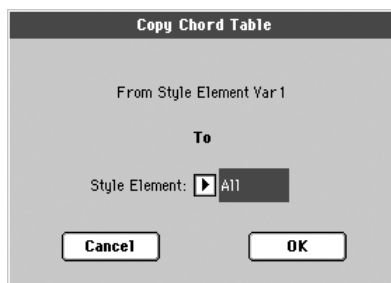 Copy Chord Table
From Style Element Var1
To
Style Element: All
Cancel OK